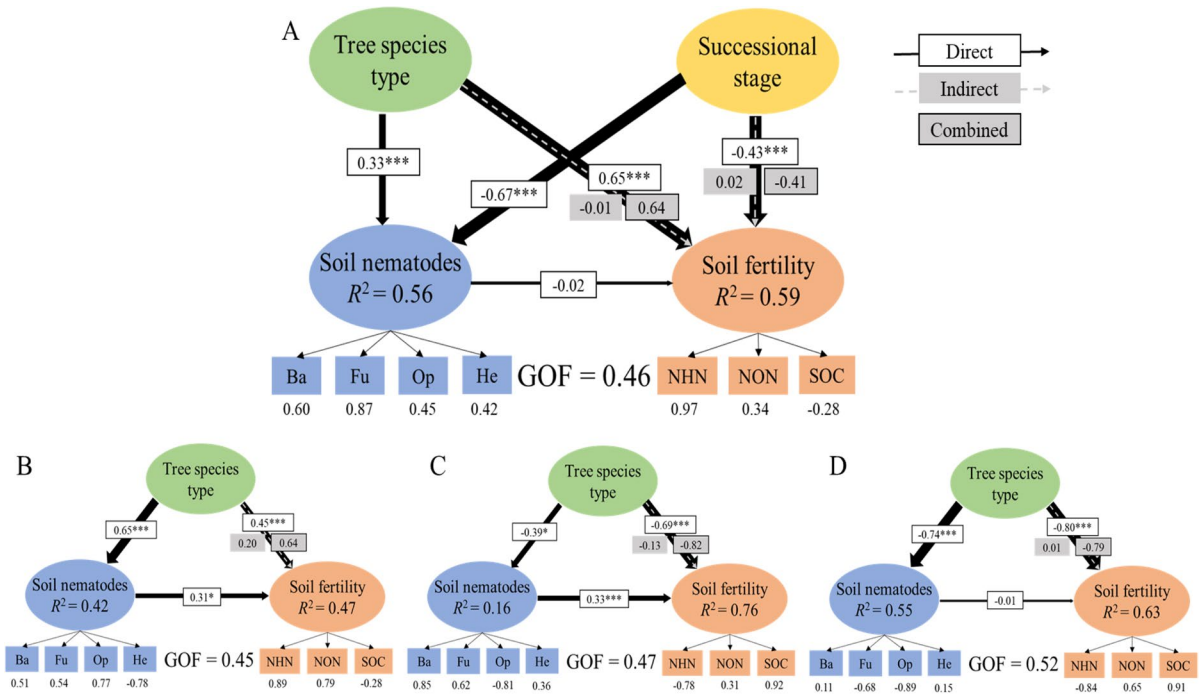 A
Tree species
type
Successional
stage
Direct
Indirect
Combined
0.33***
-0.67***
0.65***
-0.01
0.64
-0.43***
0.02
-0.41
Soil nematodes
R² = 0.56
-0.02
Soil fertility
R² = 0.59
Ba
Fu
Op
He
GOF = 0.46
NHN
NON
SOC
0.60
0.87
0.45
0.42
0.97
0.34
-0.28
B
Tree species
type
0.65***
0.45***
0.20
0.64
Soil nematodes
R² = 0.42
0.31*
Soil fertility
R² = 0.47
Ba
Fu
Op
He
GOF = 0.45
NHN
NON
SOC
0.51
0.54
0.77
-0.78
0.89
0.79
-0.28
C
Tree species
type
-0.39*
-0.69***
-0.13
-0.82
Soil nematodes
R² = 0.16
0.33***
Soil fertility
R² = 0.76
Ba
Fu
Op
He
GOF = 0.47
NHN
NON
SOC
0.85
0.62
-0.81
0.36
-0.78
0.31
0.92
D
Tree species
type
-0.74***
-0.80***
0.01
-0.79
Soil nematodes
R² = 0.55
-0.01
Soil fertility
R² = 0.63
Ba
Fu
Op
He
GOF = 0.52
NHN
NON
SOC
0.11
-0.68
-0.89
0.15
-0.84
0.65
0.91